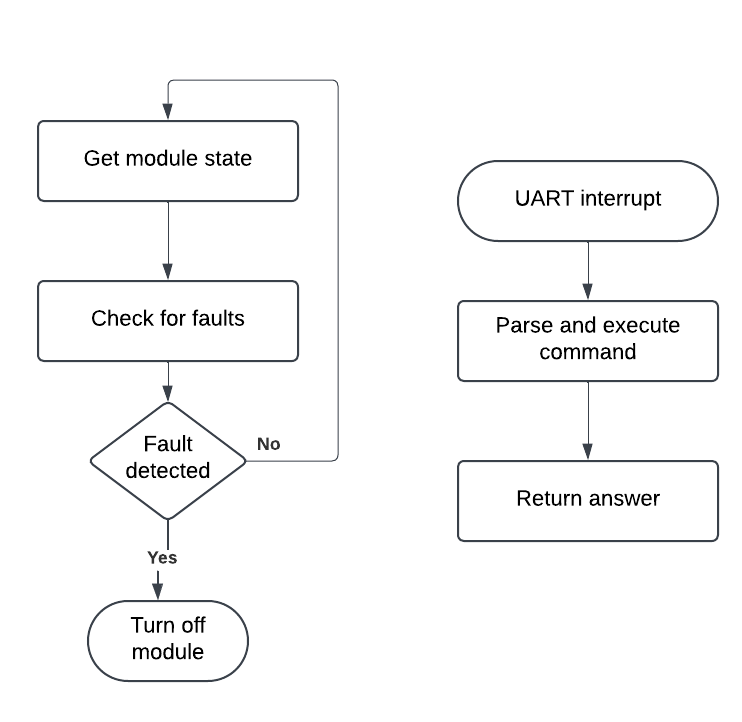 Get module state
Check for faults
Fault
detected
No
Yes
Turn off
module
UART interrupt
Parse and execute
command
Return answer